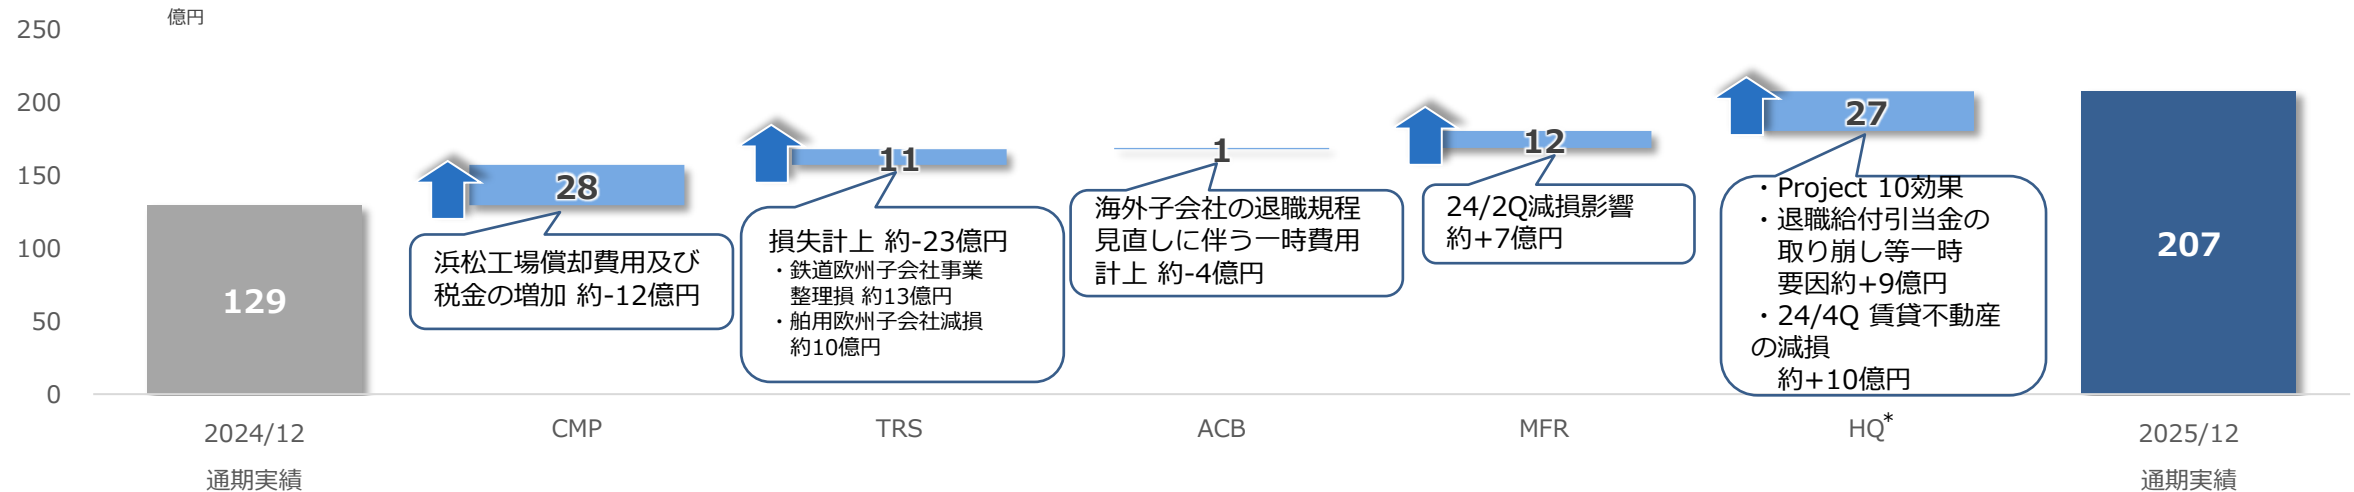 億円
250
200
150
100
50
0
129
28
浜松工場償却費用及び
税金の増加 約-12億円
11
損失計上 約-23億円
・鉄道欧州子会社事業
整理損 約13億円
・舶用欧州子会社減損
約10億円
1
海外子会社の退職規程
見直しに伴う一時費用
計上 約-4億円
12
24/2Q減損影響
約+7億円
27
・Project 10効果
・退職給付引当金の
取り崩し等一時
要因約+9億円
・24/4Q 賃貸不動産
の減損
約+10億円
207
2024/12
通期実績
CMP
TRS
ACB
MFR
HQ*
2025/12
通期実績